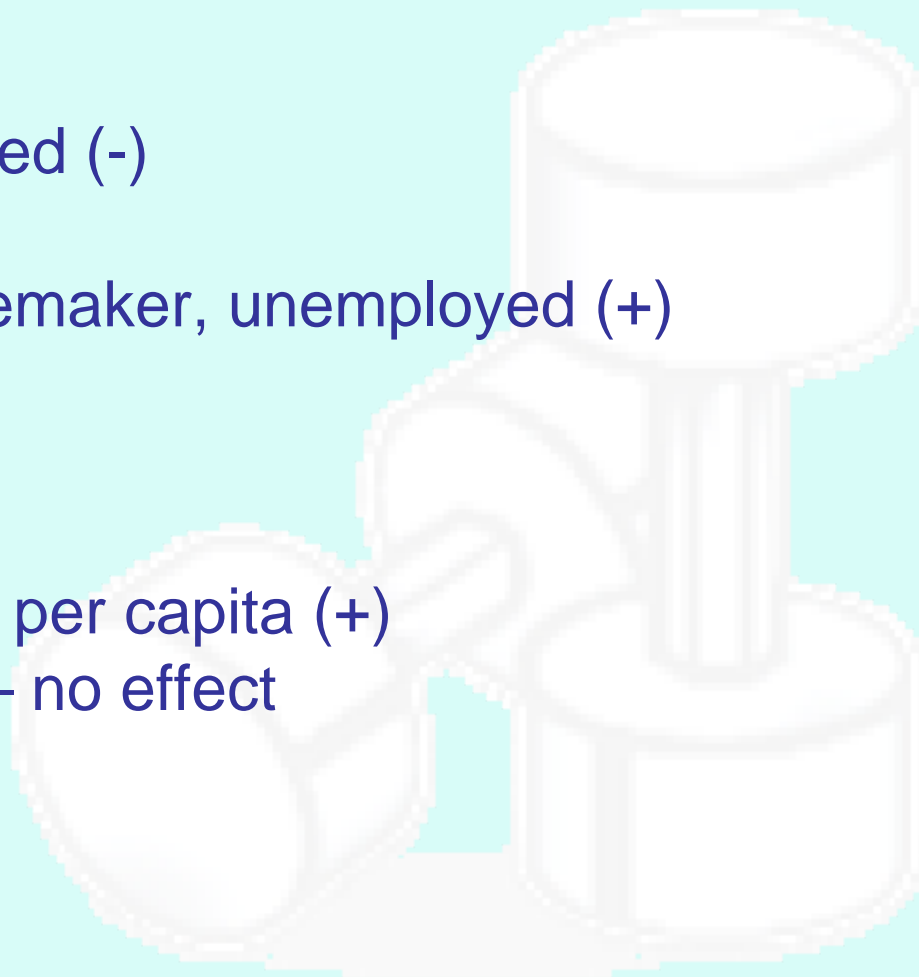 ed (-)
emaker, unemployed (+)
per capita (+)
- no effect